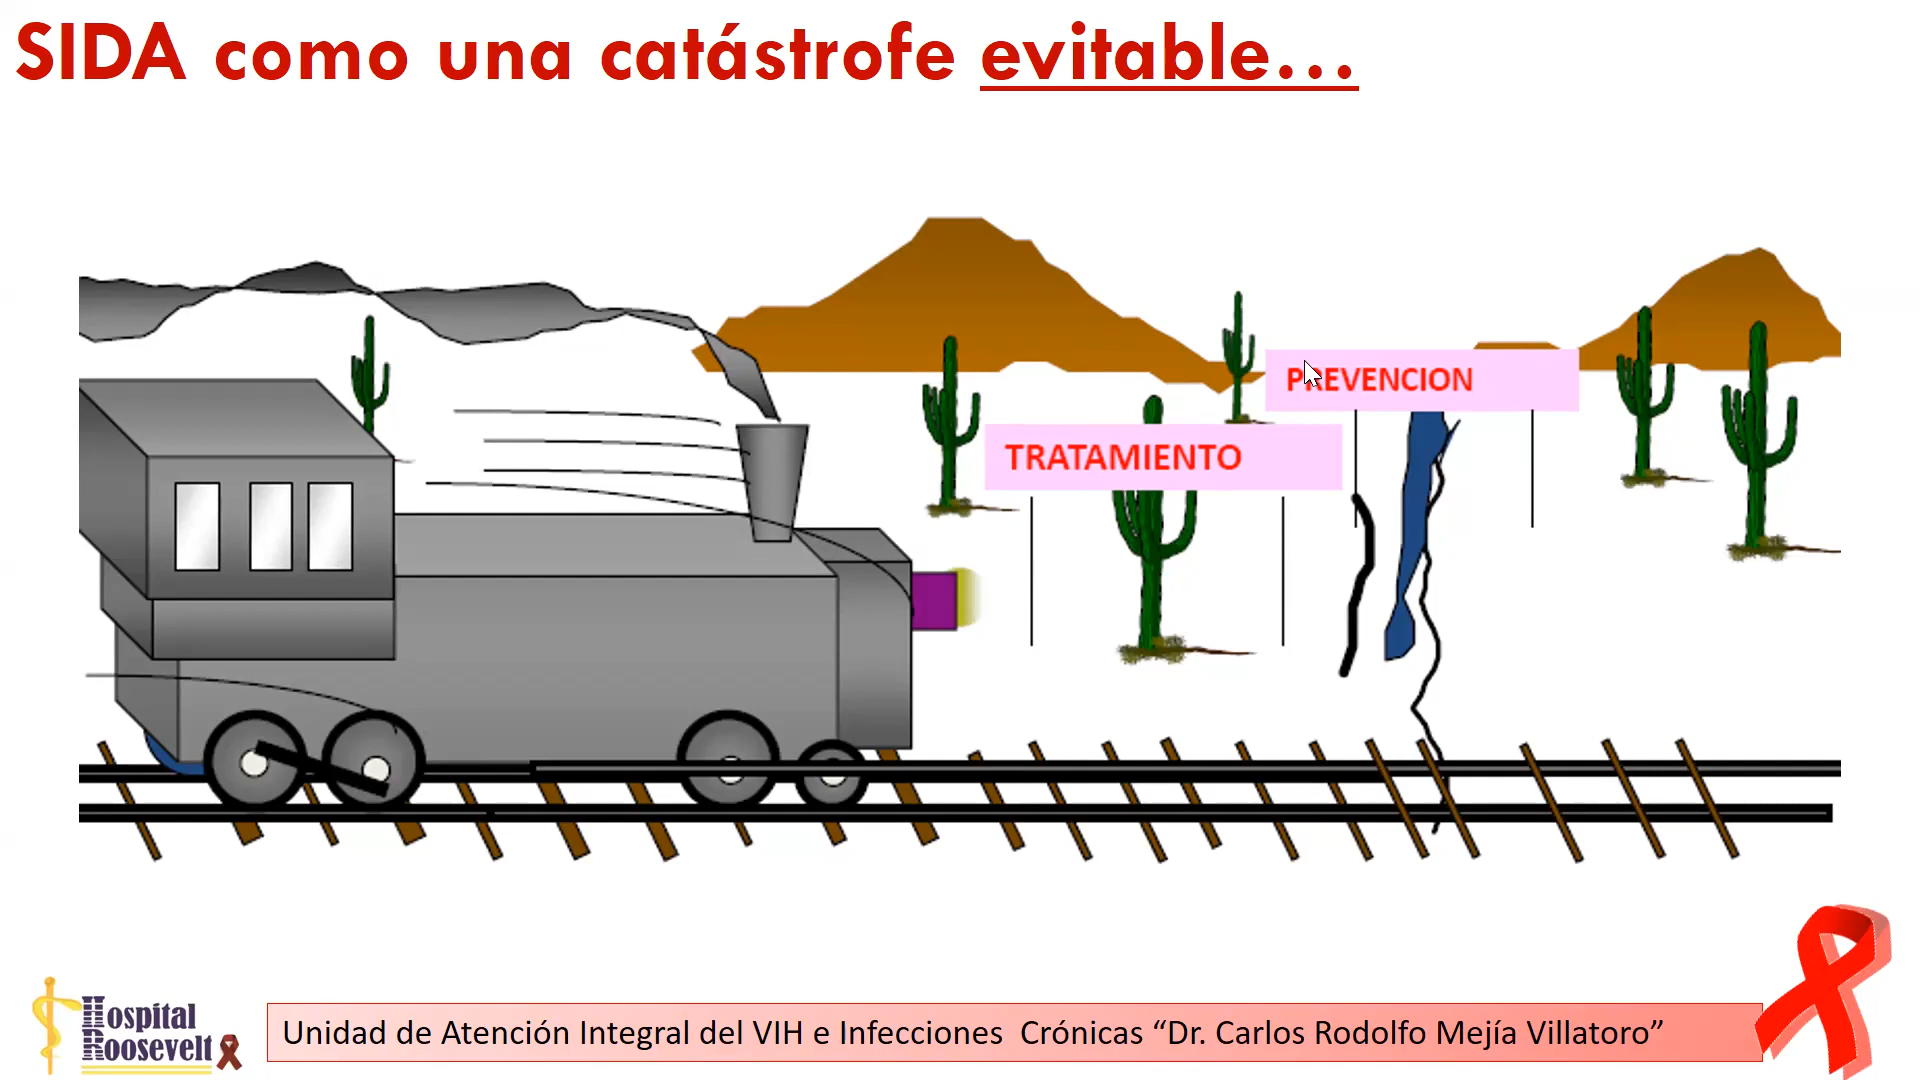 SIDA como una catástrofe evitable...
PREVENCION
TRATAMIENTO
Hospital
Roosevelt
Unidad de Atención Integral del VIH e Infecciones Crónicas “Dr. Carlos Rodolfo Mejía Villatoro”